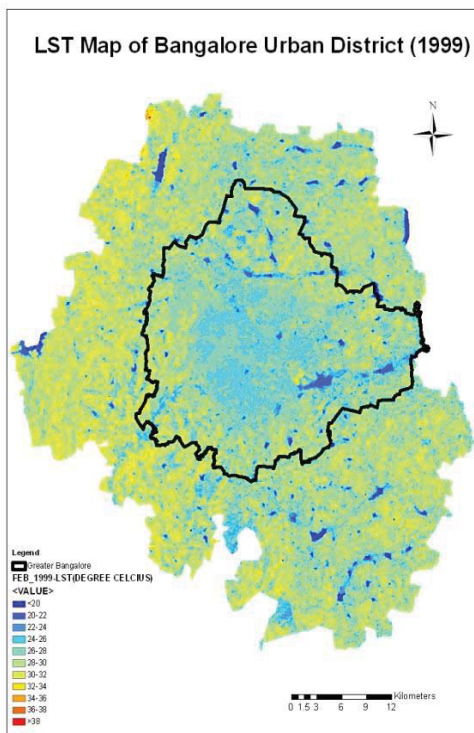 LST Map of Bangalore Urban District (1999)
N
Legend
Greater Bangalore
FEB_1999-LST(DEGREE CELCIUS)
<VALUE>
<20
20-22
22-24
24-26
26-28
28-30
30-32
32-34
34-36
36-38
>38
Kilometers
0 1.5 3 6 9 12